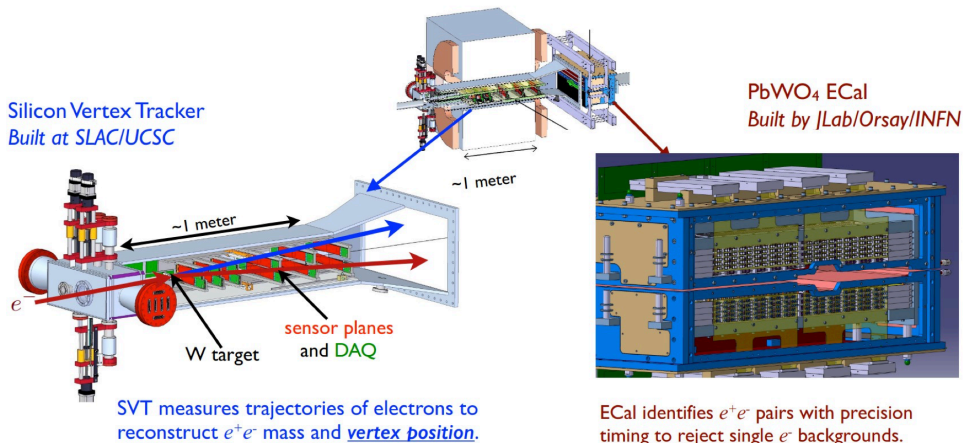 Silicon Vertex Tracker
Built at SLAC/UCSC
PbWO₄ ECal
Built by JLab/Orsay/INFN
~1 meter
~1 meter
e⁻
W target
sensor planes
and DAQ
SVT measures trajectories of electrons to
reconstruct e⁺e⁻ mass and vertex position.
ECal identifies e⁺e⁻ pairs with precision
timing to reject single e⁻ backgrounds.